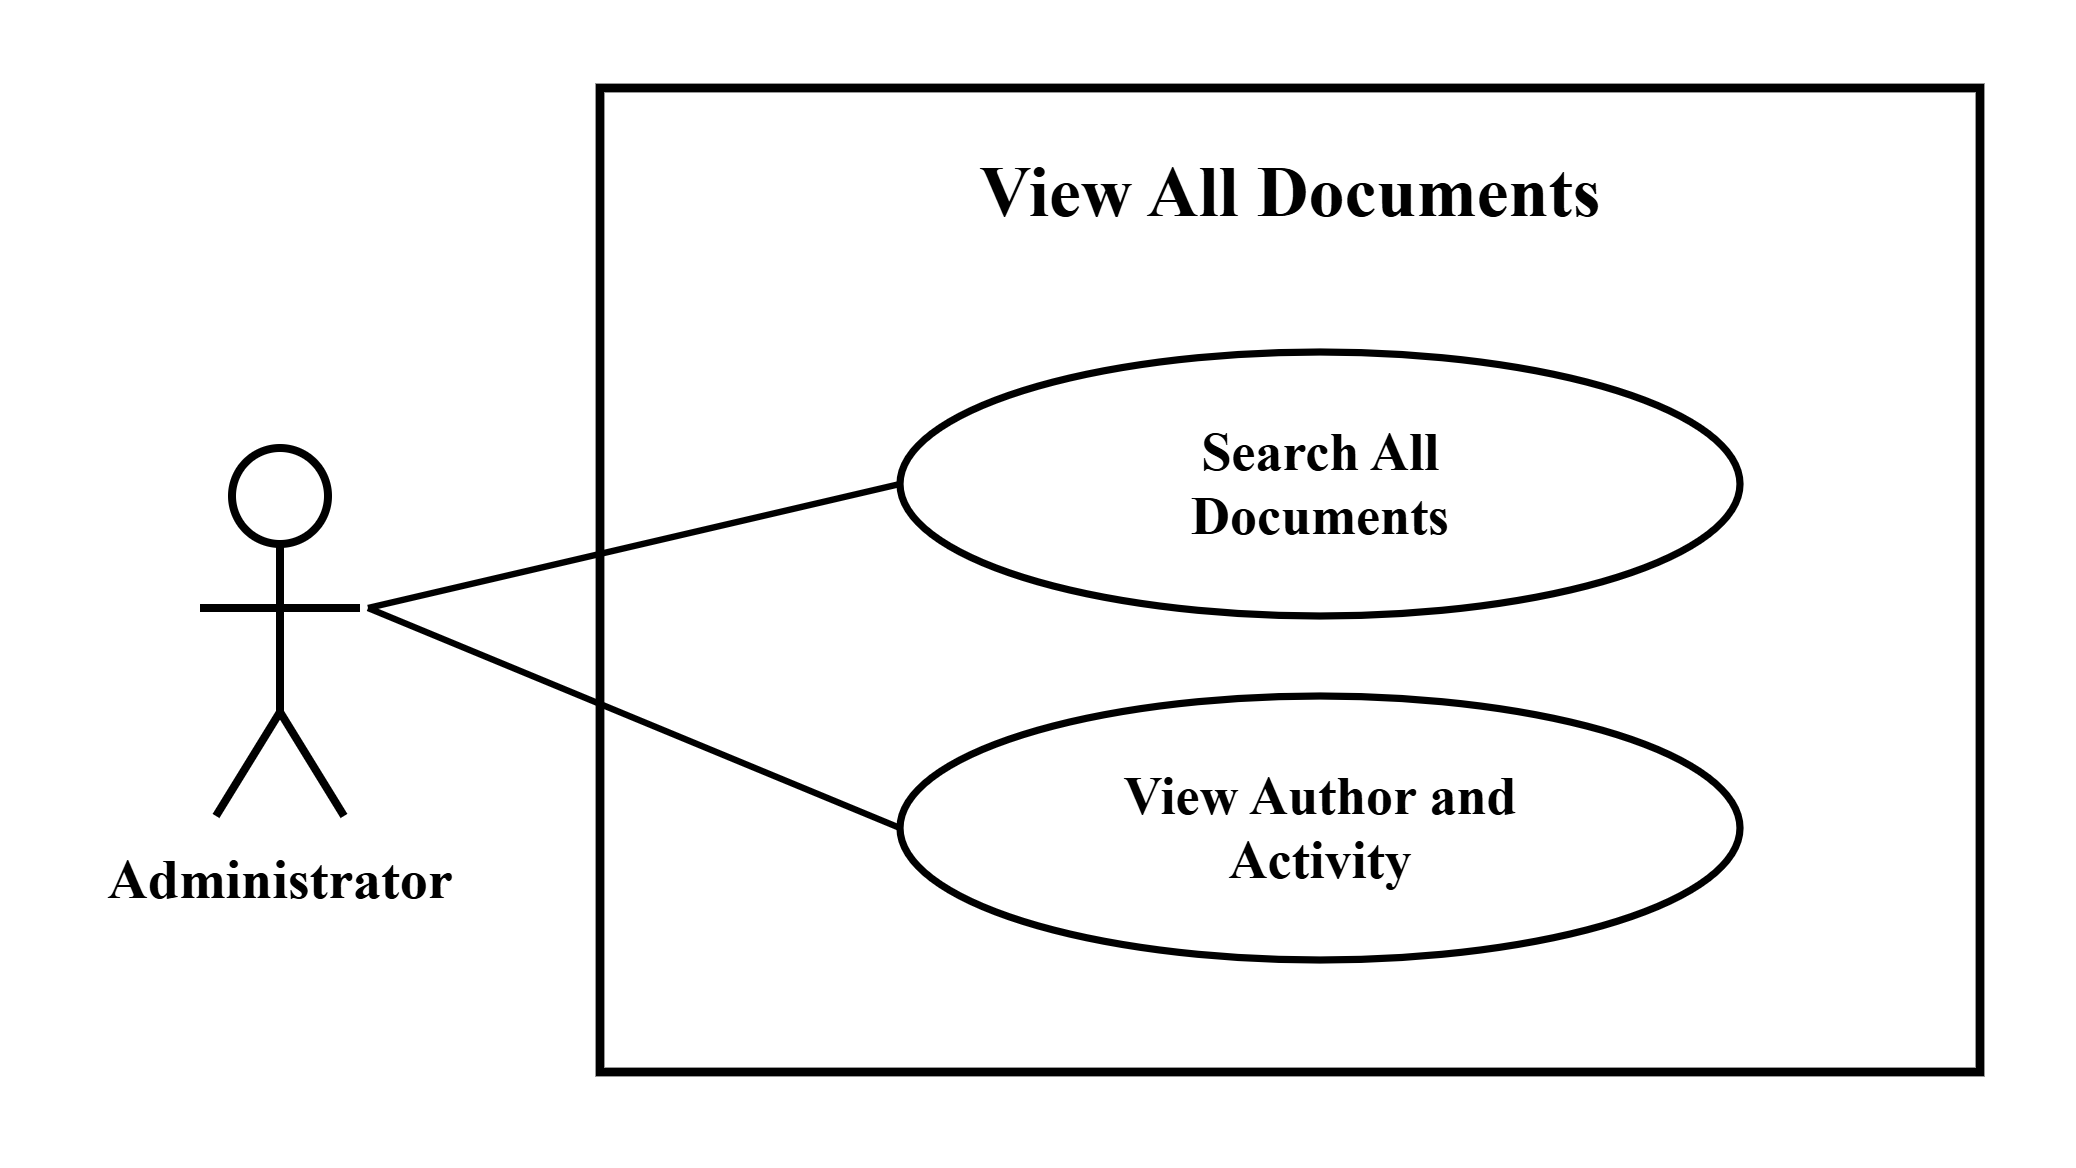 View All Documents
Search All
Documents
View Author and
Activity
Administrator